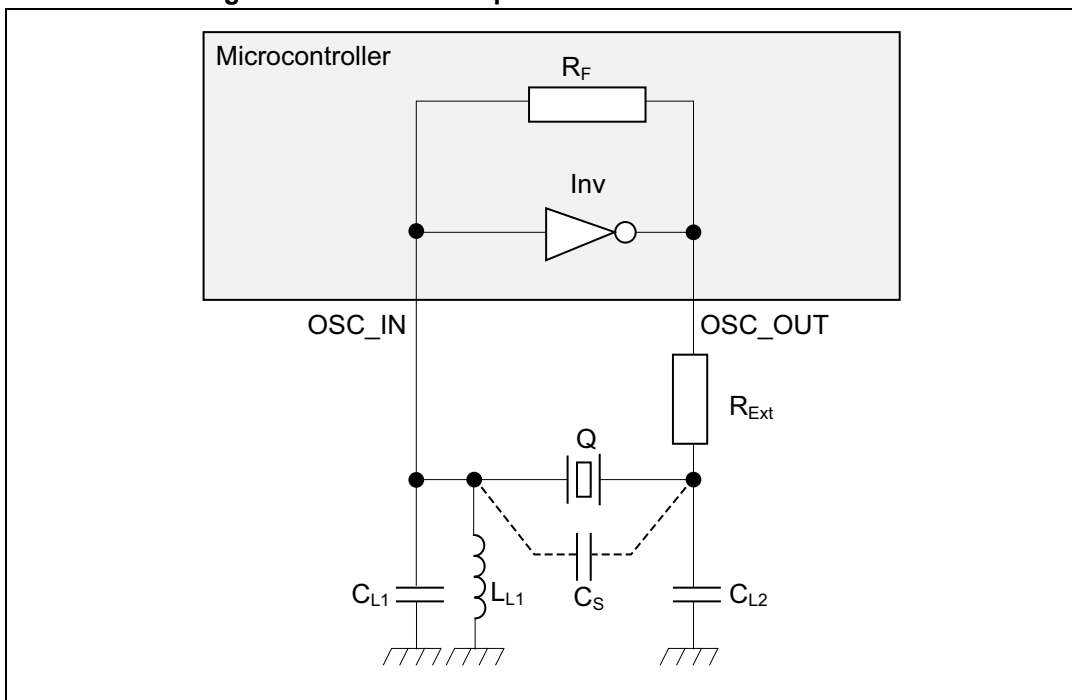 Microcontroller
R_F
Inv
OSC_IN
OSC_OUT
R_Ext
Q
C_L1
L_L1
C_S
C_L2